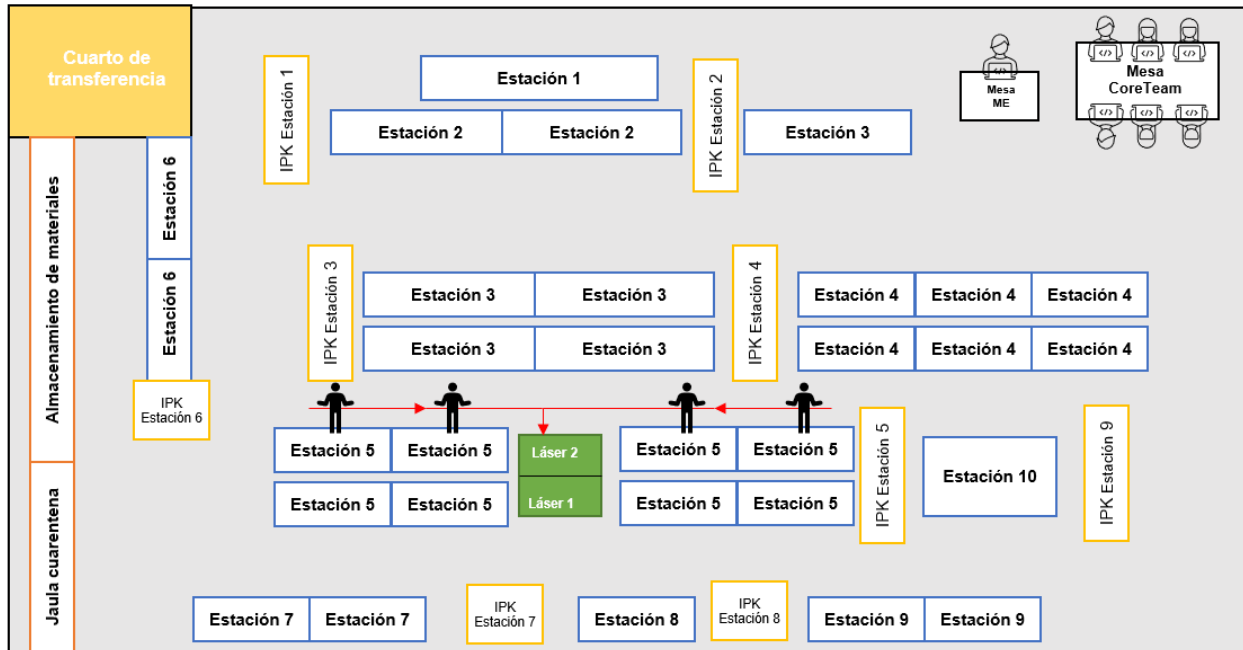 Cuarto de
transferencia
IPK Estación 1
Estación 1
IPK Estación 2
Mesa
ME
</>
</> </> </>
Mesa
CoreTeam
</> </> </>
Estación 2
Estación 2
Estación 3
Almacenamiento de materiales
Estación 6
Estación 6
IPK
Estación 6
IPK Estación 3
Estación 3
Estación 3
IPK Estación 4
Estación 4
Estación 4
Estación 4
Estación 3
Estación 3
Estación 4
Estación 4
Estación 4
Estación 5
Estación 5
Láser 2
Estación 5
Estación 5
IPK Estación 5
Estación 10
IPK Estación 9
Estación 5
Estación 5
Láser 1
Estación 5
Estación 5
Jaula cuarentena
Estación 7
Estación 7
IPK
Estación 7
Estación 8
IPK
Estación 8
Estación 9
Estación 9